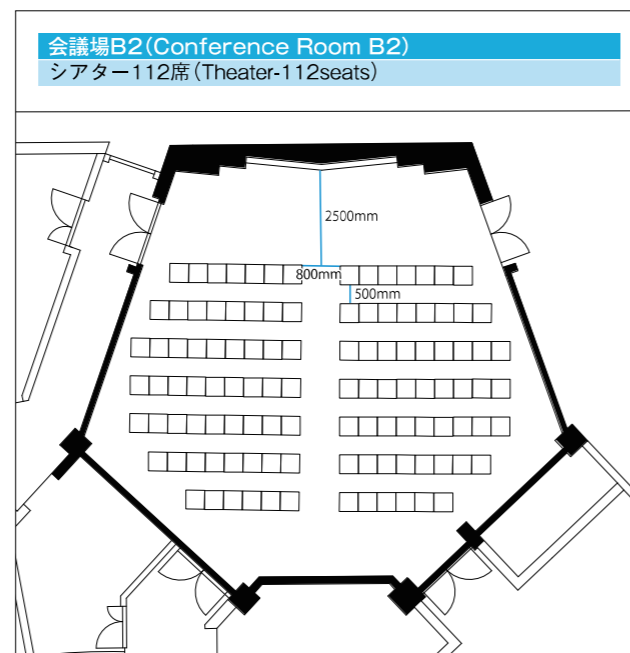 会議場B2(Conference Room B2)
シアター112席(Theater-112seats)
2500mm
800mm
500mm